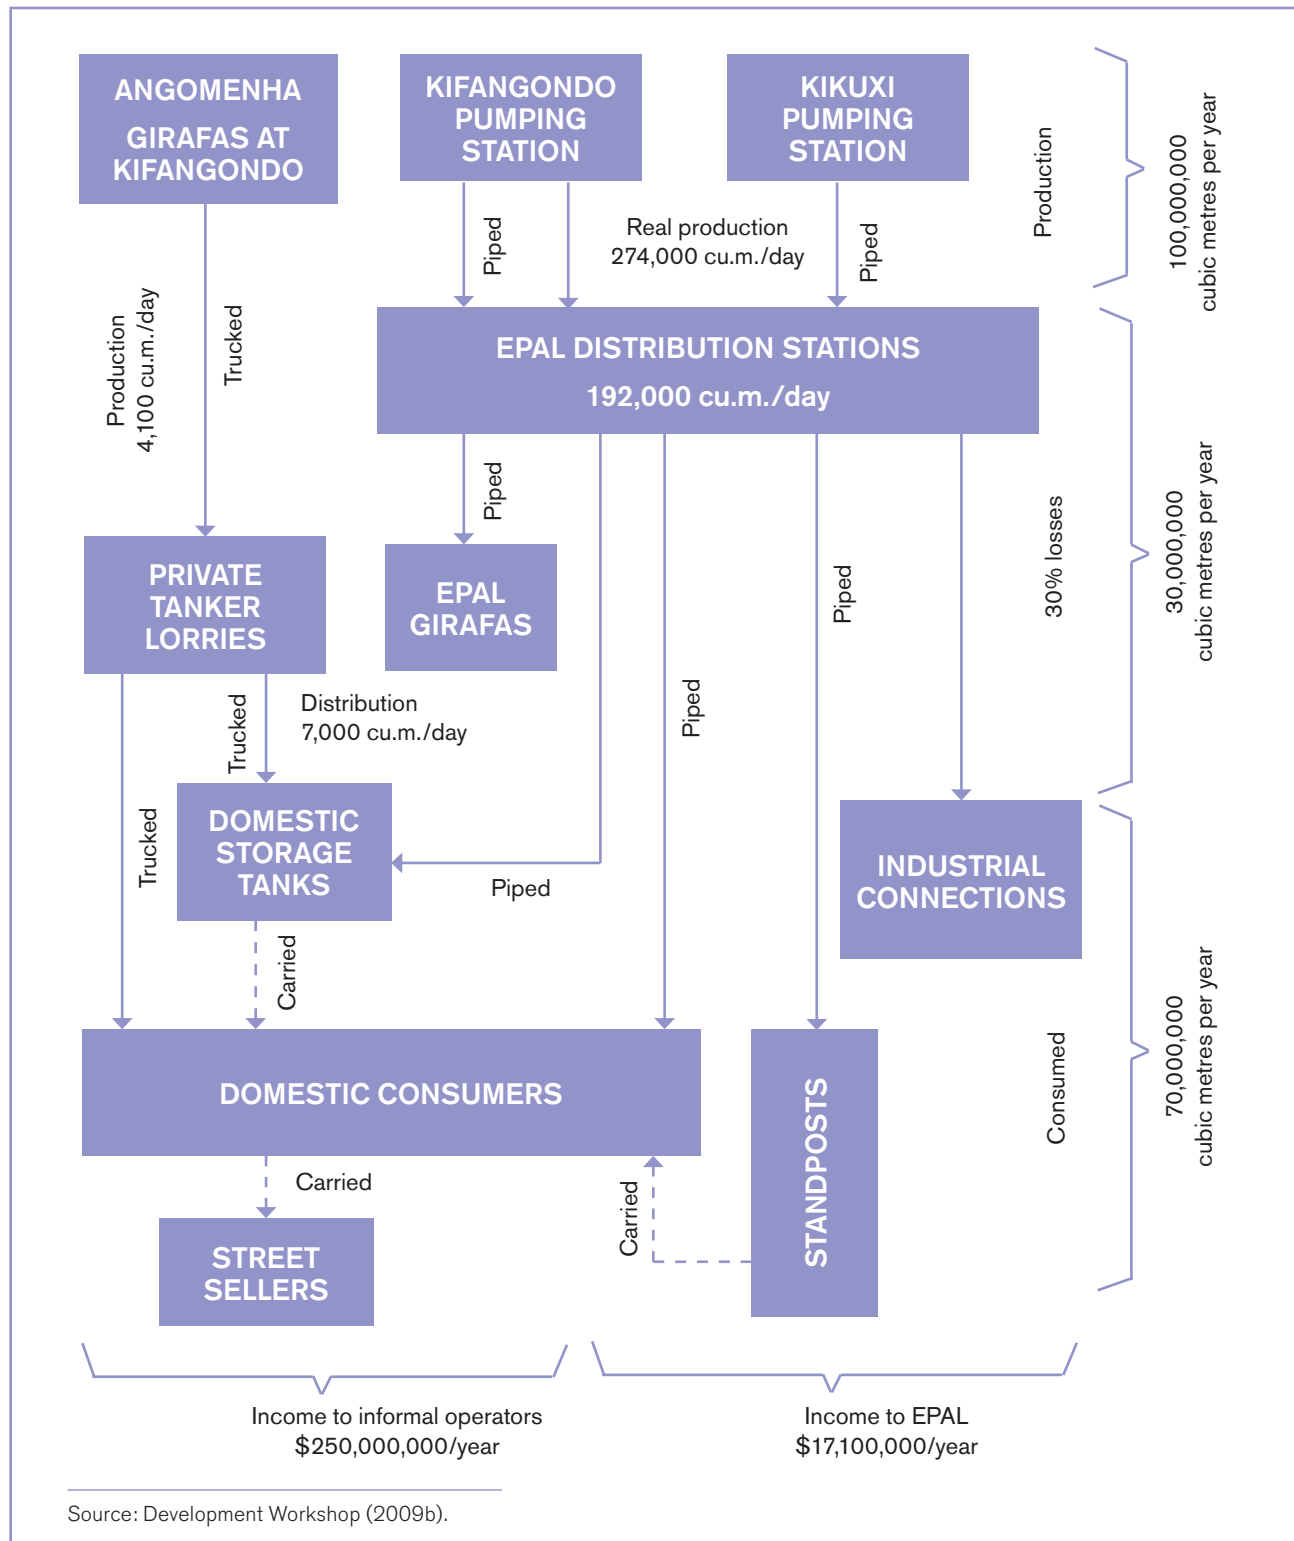 ANGOMENHA
GIRAFAS AT
KIFANGONDO
KIFANGONDO
PUMPING
STATION
KIKUXI
PUMPING
STATION
Production
100,000,000
cubic metres per year
Piped
Real production
274,000 cu.m./day
Piped
Production
4,100 cu.m./day
Trucked
EPAL DISTRIBUTION STATIONS
192,000 cu.m./day
Piped
Piped
30% losses
30,000,000
cubic metres per year
PRIVATE
TANKER
LORRIES
EPAL
GIRAFAS
Piped
Trucked
Distribution
7,000 cu.m./day
Trucked
DOMESTIC
STORAGE
TANKS
Piped
INDUSTRIAL
CONNECTIONS
Carried
DOMESTIC CONSUMERS
STANDPOSTS
Consumed
70,000,000
cubic metres per year
Carried
Carried
STREET
SELLERS
Income to informal operators
$250,000,000/year
Income to EPAL
$17,100,000/year
Source: Development Workshop (2009b).